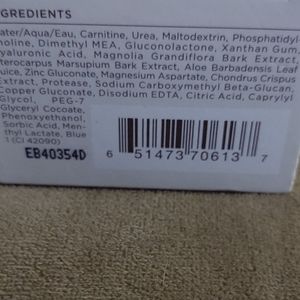 GREDIENTS
ater/Aqua/Eau, Carnitine, Urea, Maltodextrin, Phosphatidyl-
holine, Dimethyl MEA, Gluconolactone, Xanthan Gum,
yaluronic Acid, Magnolia Grandiflora Bark Extract,
terocarpus Marsupium Bark Extract, Aloe Barbadensis Leaf
uice, Zinc Gluconate, Magnesium Aspartate, Chondrus Crispus
Extract, Protease, Sodium Carboxymethyl Beta-Glucan,
Copper Gluconate, Disodium EDTA, Citric Acid, Caprylyl
Glycol, PEG-7
Glyceryl Cocoate,
Phenoxyethanol,
Sorbic Acid, Men-
thyl Lactate, Blue
1 (CI 42090)
EB40354D
6 51473 70613 7